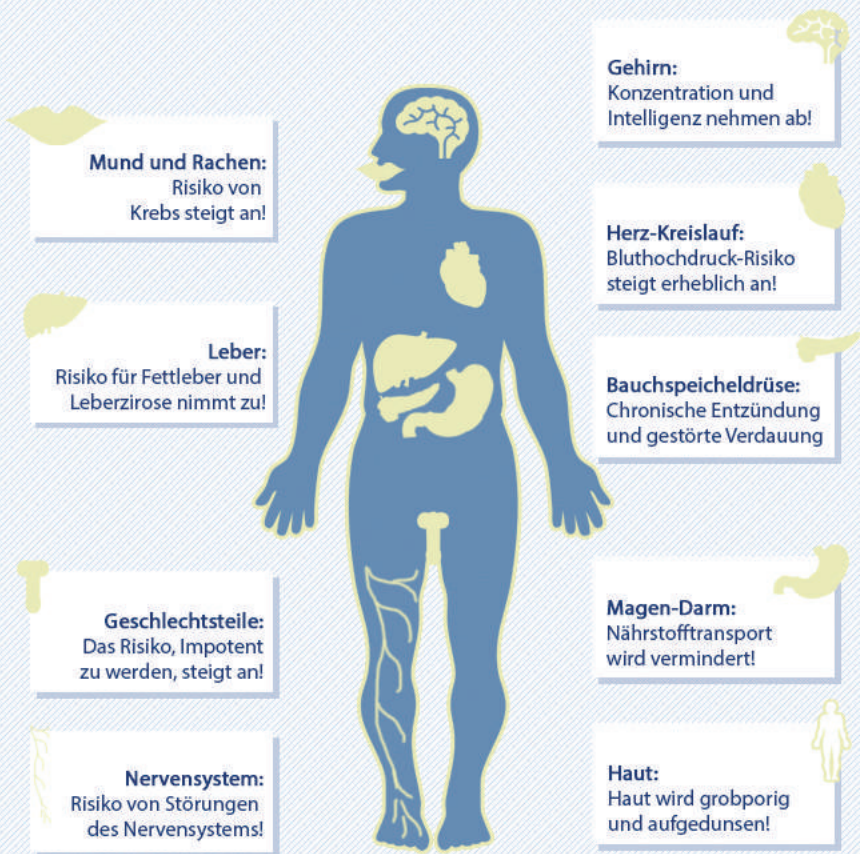 Mund und Rachen:
Risiko von
Krebs steigt an!
Leber:
Risiko für Fettleber und
Leberzirose nimmt zu!
Geschlechtsteile:
Das Risiko, Impotent
zu werden, steigt an!
Nervensystem:
Risiko von Störungen
des Nervensystems!
Gehirn:
Konzentration und
Intelligenz nehmen ab!
Herz-Kreislauf:
Bluthochdruck-Risiko
steigt erheblich an!
Bauchspeicheldrüse:
Chronische Entzündung
und gestörte Verdauung
Magen-Darm:
Nährstofftransport
wird vermindert!
Haut:
Haut wird grobporig
und aufgedunsen!